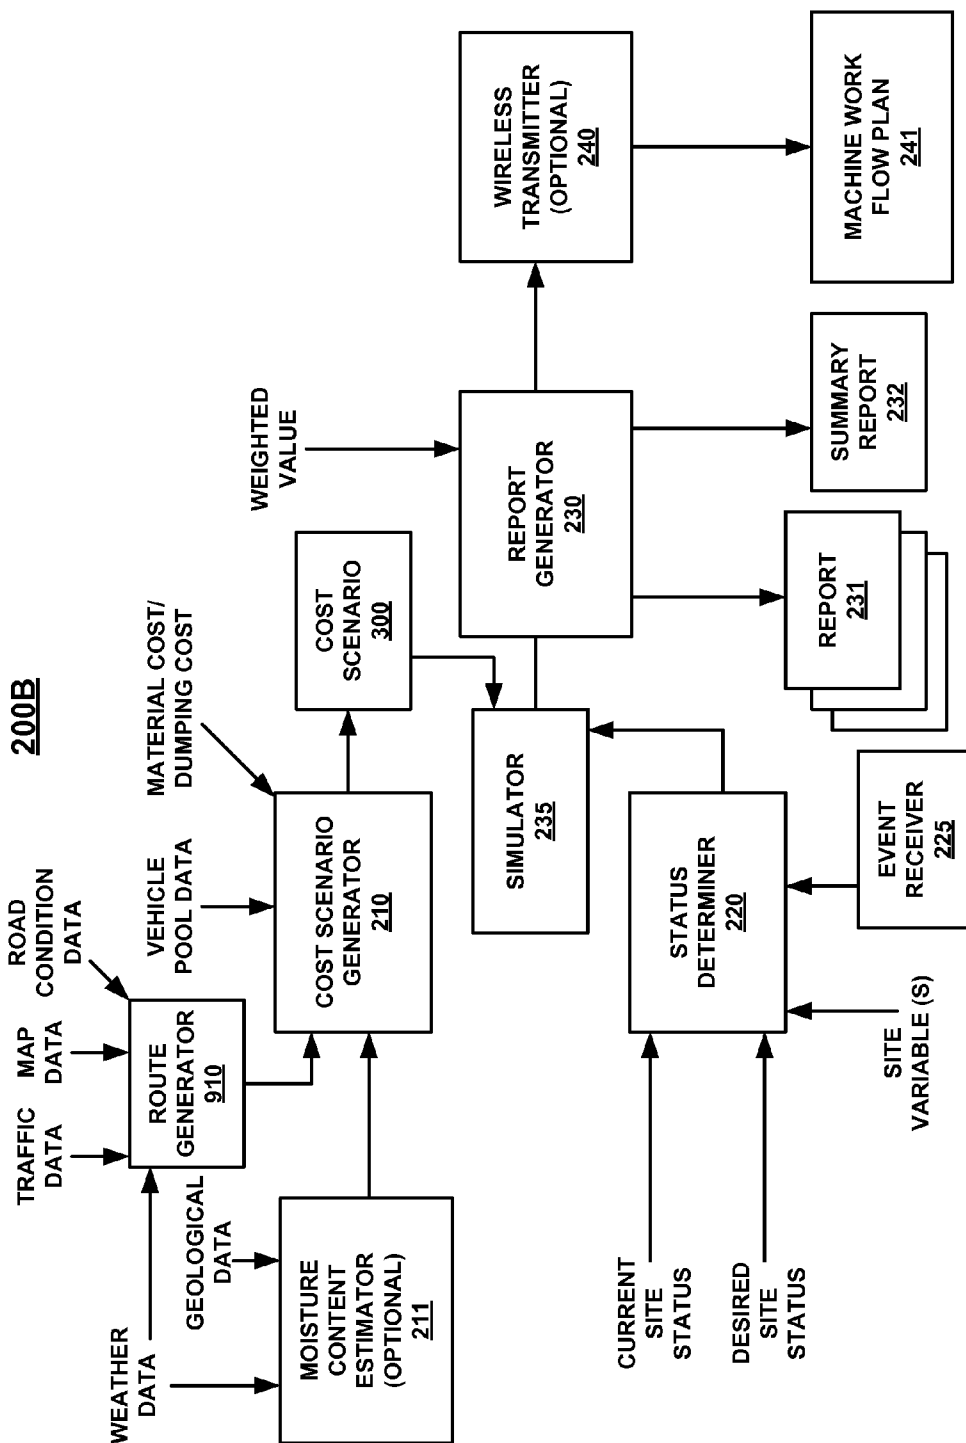 200B
TRAFFIC
DATA
MAP
DATA
ROAD
CONDITION
DATA
VEHICLE
POOL DATA
MATERIAL COST/
DUMPING COST
WEATHER
DATA
GEOLOGICAL
DATA
ROUTE
GENERATOR
910
MOISTURE
CONTENT
ESTIMATOR
(OPTIONAL)
211
COST SCENARIO
GENERATOR
210
COST
SCENARIO
300
WEIGHTED
VALUE
SIMULATOR
235
REPORT
GENERATOR
230
WIRELESS
TRANSMITTER
(OPTIONAL)
240
CURRENT
SITE
STATUS
DESIRED
SITE
STATUS
STATUS
DETERMINER
220
SITE
VARIABLE (S)
EVENT
RECEIVER
225
REPORT
231
SUMMARY
REPORT
232
MACHINE WORK
FLOW PLAN
241